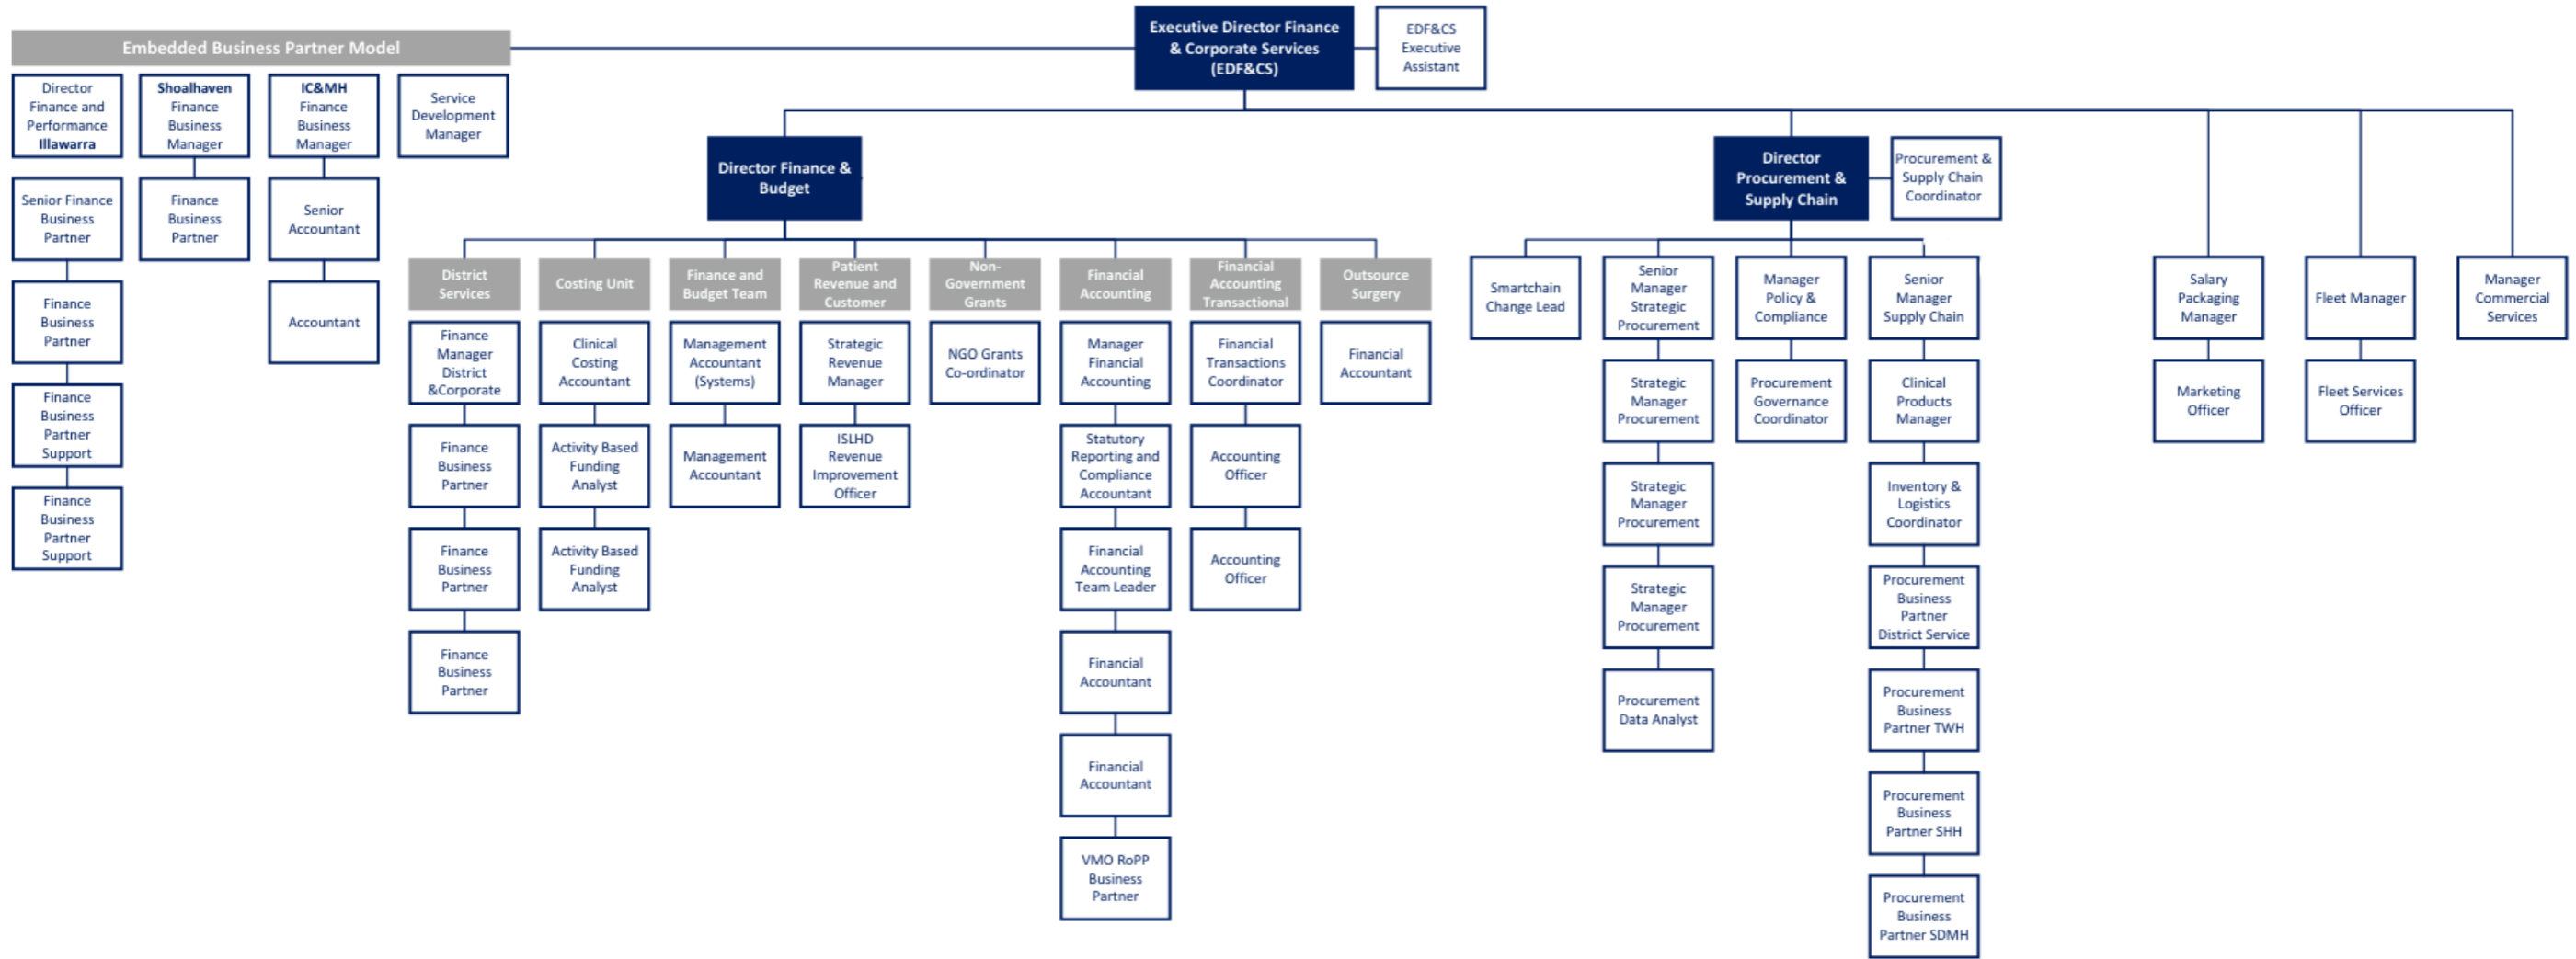 Executive Director Finance
& Corporate Services
(EDF&CS)
EDF&CS
Executive
Assistant
Embedded Business Partner Model
Director
Finance and
Performance
Illawarra
Senior Finance
Business
Partner
Finance
Business
Partner
Finance
Business
Partner
Support
Finance
Business
Partner
Support
Shoalhaven
Finance
Business
Manager
Finance
Business
Partner
IC&MH
Finance
Business
Manager
Senior
Accountant
Accountant
Service
Development
Manager
Director Finance &
Budget
District
Services
Finance
Manager
District
&Corporate
Finance
Business
Partner
Finance
Business
Partner
Finance
Business
Partner
Costing Unit
Clinical
Costing
Accountant
Activity Based
Funding
Analyst
Activity Based
Funding
Analyst
Finance and
Budget Team
Management
Accountant
(Systems)
Management
Accountant
Patient
Revenue and
Customer
Strategic
Revenue
Manager
ISLHD
Revenue
Improvement
Officer
Non-
Government
Grants
NGO Grants
Co-ordinator
Financial
Accounting
Manager
Financial
Accounting
Statutory
Reporting and
Compliance
Accountant
Financial
Accounting
Team Leader
Financial
Accountant
Financial
Accountant
VMO RoPP
Business
Partner
Financial
Accounting
Transactional
Financial
Transactions
Coordinator
Accounting
Officer
Accounting
Officer
Outsource
Surgery
Financial
Accountant
Director
Procurement &
Supply Chain
Procurement &
Supply Chain
Coordinator
Smartchain
Change Lead
Senior
Manager
Strategic
Procurement
Strategic
Manager
Procurement
Strategic
Manager
Procurement
Strategic
Manager
Procurement
Procurement
Data Analyst
Manager
Policy &
Compliance
Procurement
Governance
Coordinator
Senior
Manager
Supply Chain
Clinical
Products
Manager
Inventory &
Logistics
Coordinator
Procurement
Business
Partner
District Service
Procurement
Business
Partner TWH
Procurement
Business
Partner SHH
Procurement
Business
Partner SDMH
Salary
Packaging
Manager
Marketing
Officer
Fleet Manager
Fleet Services
Officer
Manager
Commercial
Services